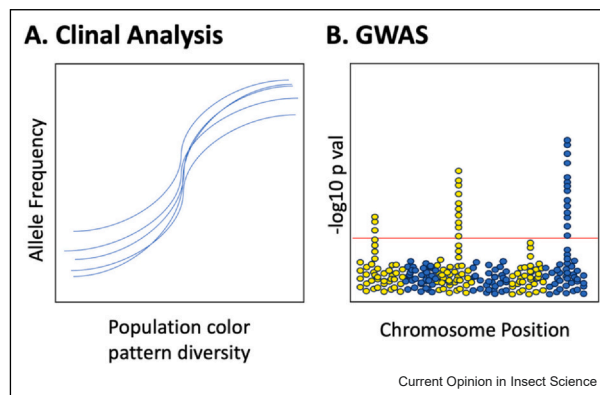 A. Clinal Analysis
Allele Frequency
Population color
pattern diversity
B. GWAS
-log10 p val
Chromosome Position
Current Opinion in Insect Science